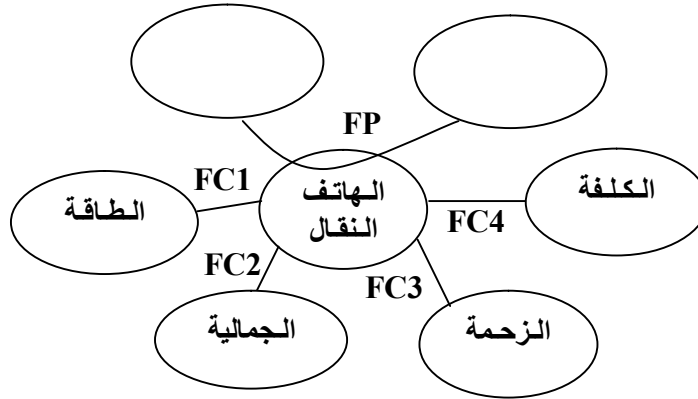 FP
FC1
الطاقة
الهاتف
النقال
الكلفة
FC4
FC2
FC3
الجمالية
الزحمة